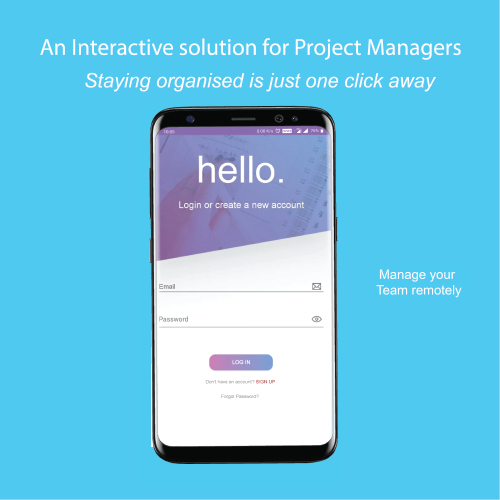 An Interactive solution for Project Managers
Staying organised is just one click away
hello.
Login or create a new account
Email
Password
Manage your
Team remotely
LOG IN
Don't have an account? SIGN UP
Forgot Password?